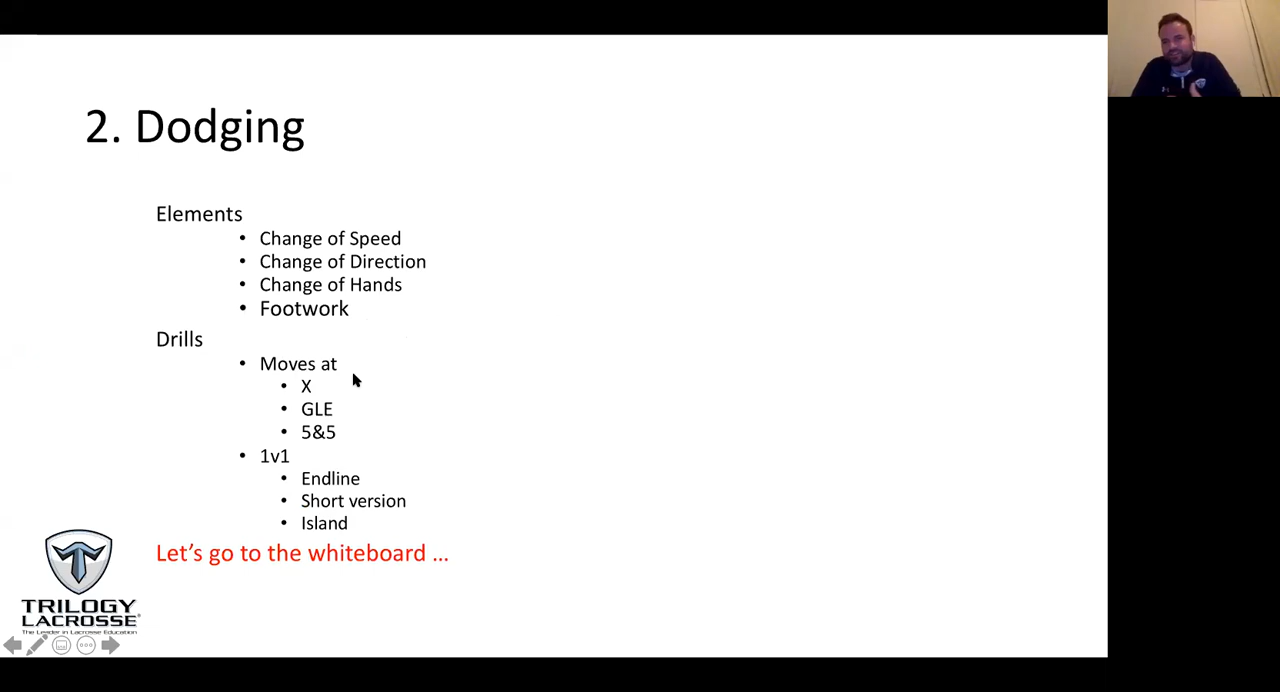 2. Dodging
Elements
• Change of Speed
• Change of Direction
• Change of Hands
• Footwork
Drills
• Moves at
• X
• GLE
• 5&5
• 1v1
• Endline
• Short version
• Island
Let's go to the whiteboard ...
TRILOGY
LACROSSE
The Leader in Lacrosse Education